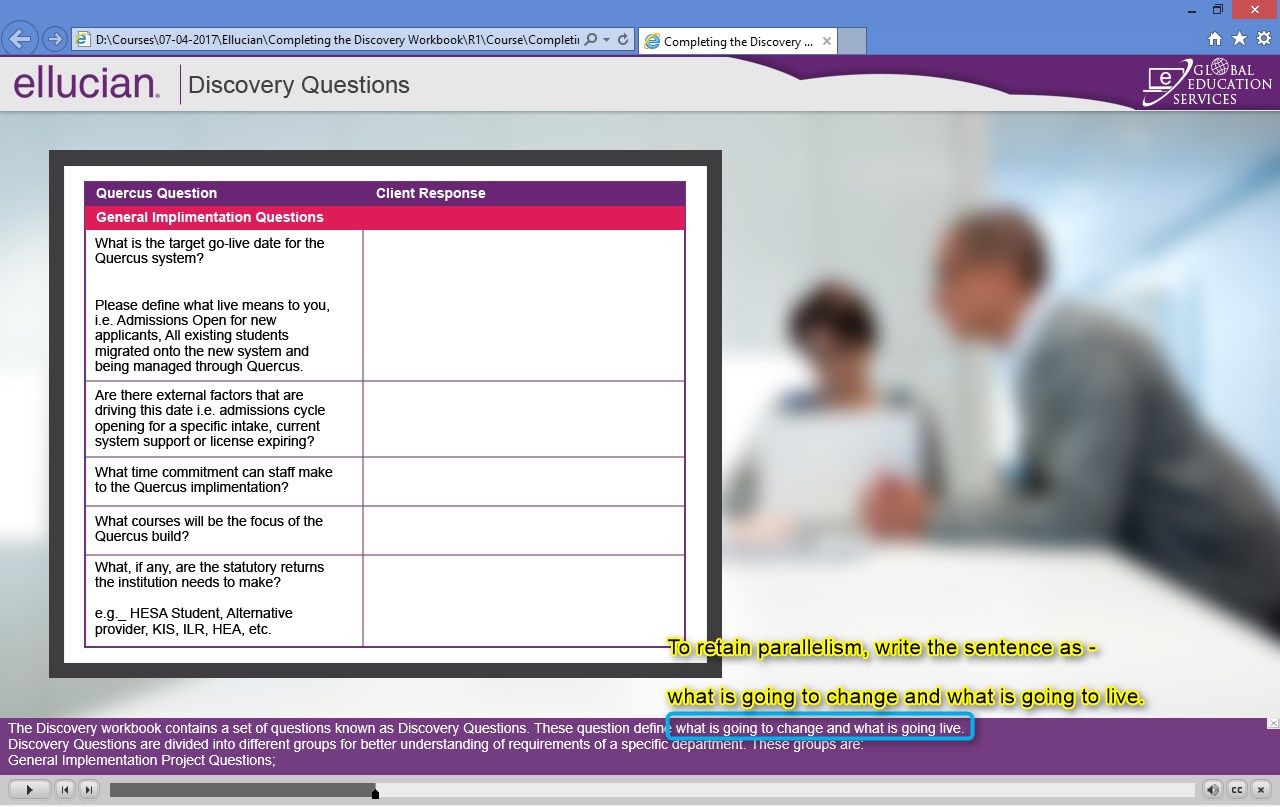 D:\Courses\07-04-2017\Ellucian\Completing the Discovery Workbook\R1\Course\Completin
Completing the Discovery ...
ellucian.
Discovery Questions
e
GLOBAL
EDUCATION
SERVICES
Quercus Question Client Response
General Implimentation Questions
What is the target go-live date for the
Quercus system?
Please define what live means to you,
i.e. Admissions Open for new
applicants, All existing students
migrated onto the new system and
being managed through Quercus.
Are there external factors that are
driving this date i.e. admissions cycle
opening for a specific intake, current
system support or license expiring?
What time commitment can staff make
to the Quercus implimentation?
What courses will be the focus of the
Quercus build?
What, if any, are the statutory returns
the institution needs to make?
e.g._ HESA Student, Alternative
provider, KIS, ILR, HEA, etc.
To retain parallelism, write the sentence as -
what is going to change and what is going to live.
The Discovery workbook contains a set of questions known as Discovery Questions. These question define what is going to change and what is going live.
Discovery Questions are divided into different groups for better understanding of requirements of a specific department. These groups are:
General Implementation Project Questions;
CC